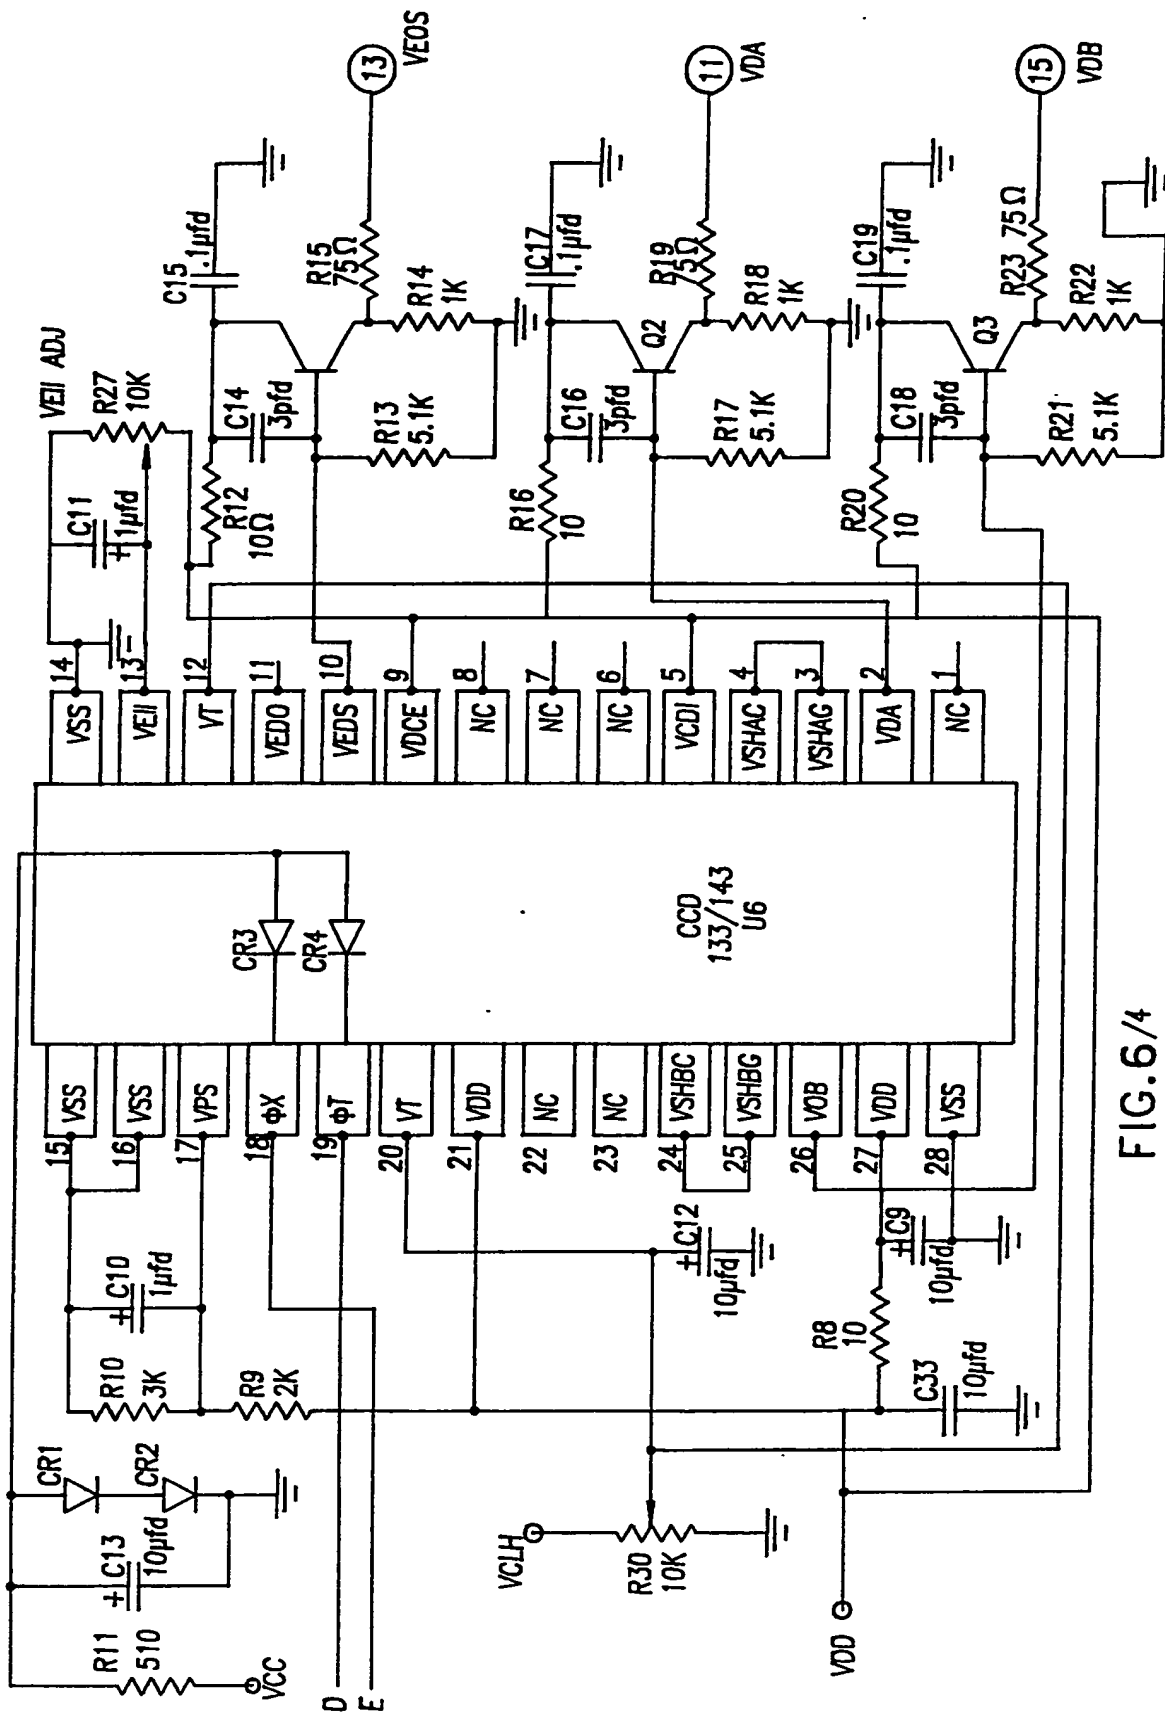 C15
.1µfd
13
VEOS
VEII ADJ
R27
10K
C11
1µfd
R12
10Ω
C14
3pfd
R15
75Ω
R14
1K
R13
5.1K
C17
.1µfd
11
VDA
R16
10
C16
3pfd
Q2
R19
75Ω
R18
1K
R17
5.1K
C19
.1µfd
15
VDB
R20
10
C18
3pfd
Q3
R23 75Ω
R22
1K
R21
5.1K
14 VSS
13 VEII
12 VT
11 VEDO
10 VEDS
9 VDCE
8 NC
7 NC
6 NC
5 VCDI
4 VSHAC
3 VSHAG
2 VDA
1 NC
CR3
CR4
CCD
133/143
U6
15 VSS
16 VSS
17 VPS
18 ΦX
19 ΦT
20 VT
21 VDD
22 NC
23 NC
24 VSHBC
25 VSHBG
26 VOB
27 VDD
28 VSS
C10
1µfd
R10
3K
R9
2K
CR1
CR2
C13
10µfd
R11
510
VCC
D
E
C12
10µfd
VCLH
R30
10K
C9
10µfd
R8
10
C33
10µfd
VDD
FIG.6/4